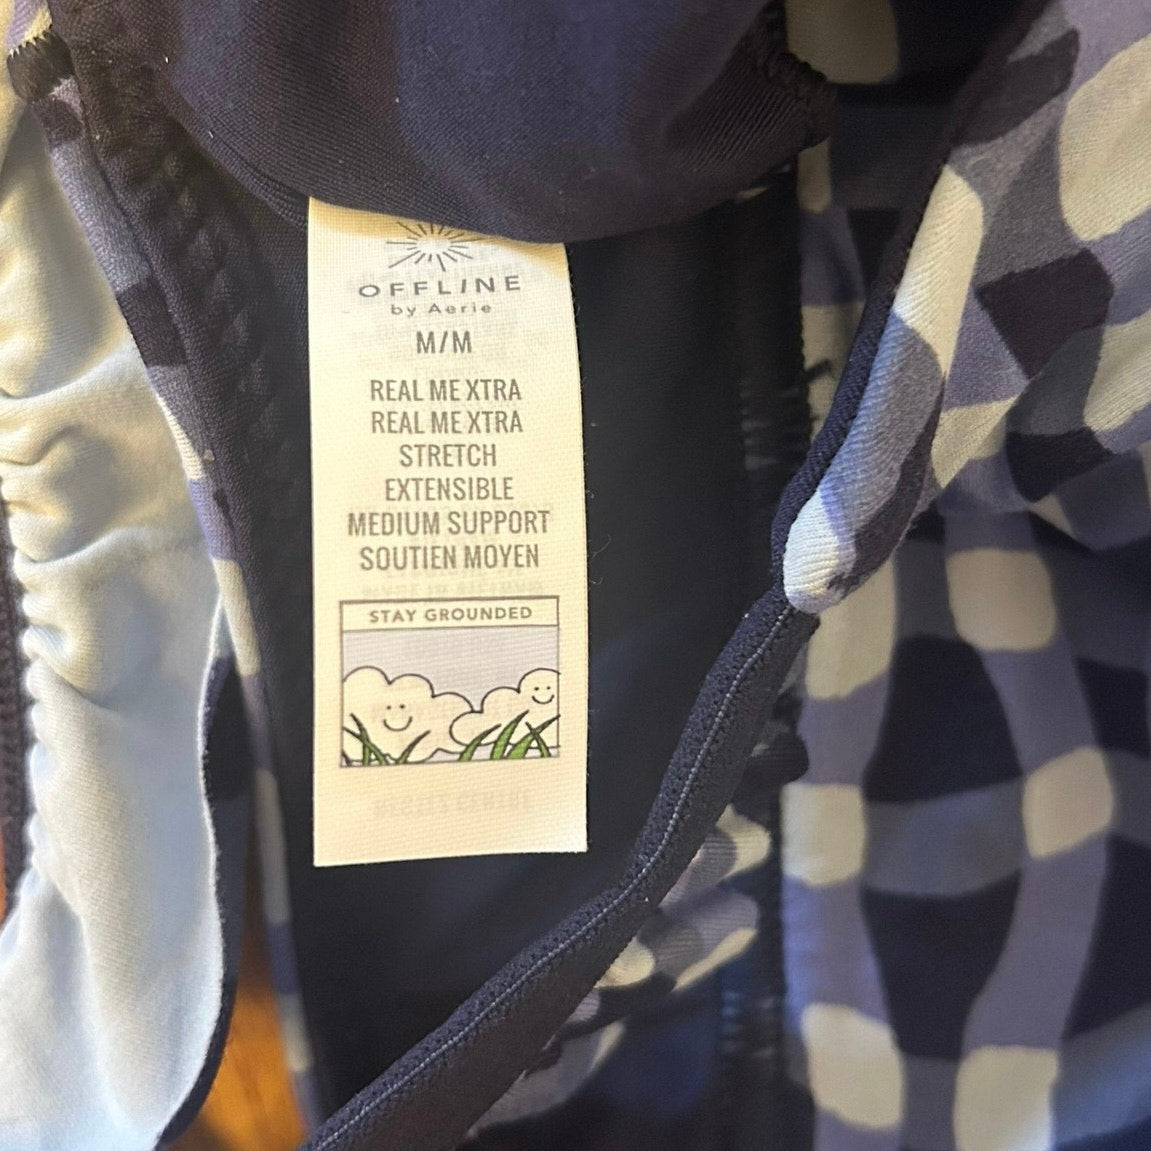 OFFLINE
by Aerie
M/M
REAL ME XTRA
REAL ME XTRA
STRETCH
EXTENSIBLE
MEDIUM SUPPORT
SOUTIEN MOYEN
STAY GROUNDED